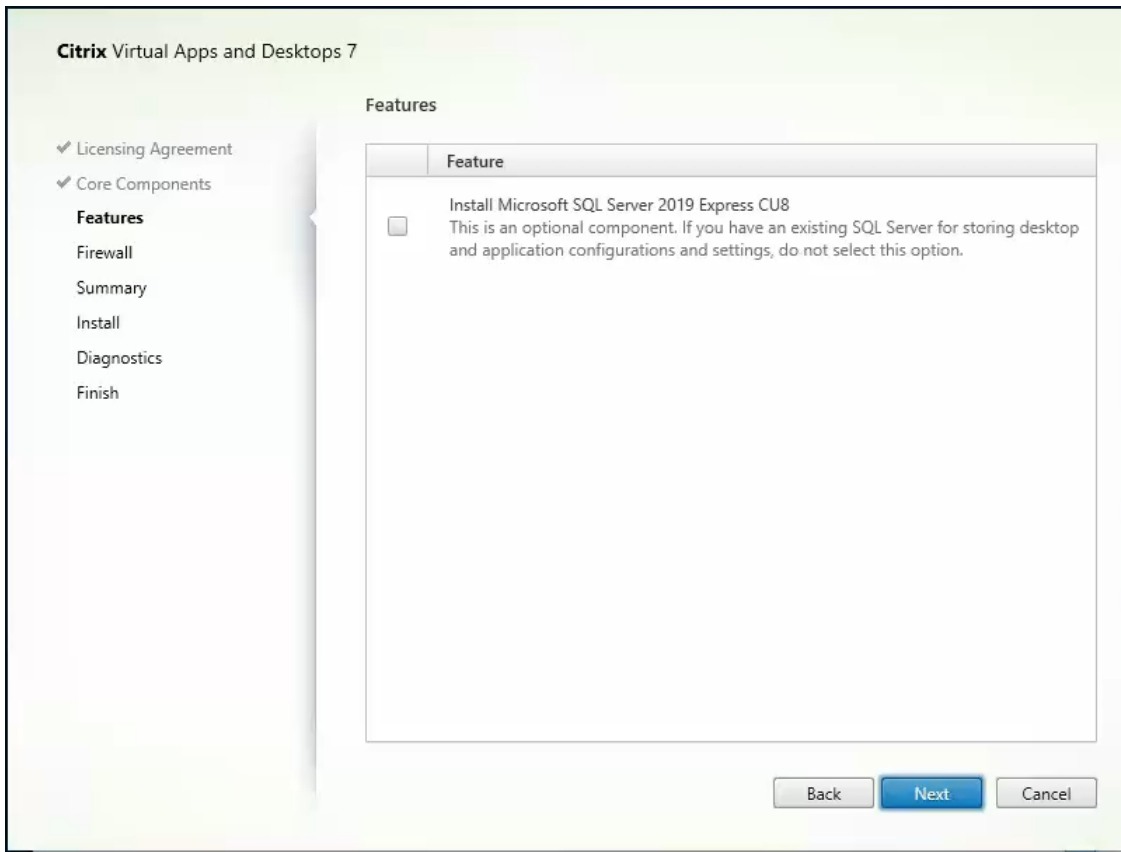 Citrix Virtual Apps and Desktops 7
Features
Licensing Agreement
Core Components
Features
Firewall
Summary
Install
Diagnostics
Finish
Feature
Install Microsoft SQL Server 2019 Express CU8
This is an optional component. If you have an existing SQL Server for storing desktop
and application configurations and settings, do not select this option.
Back
Next
Cancel